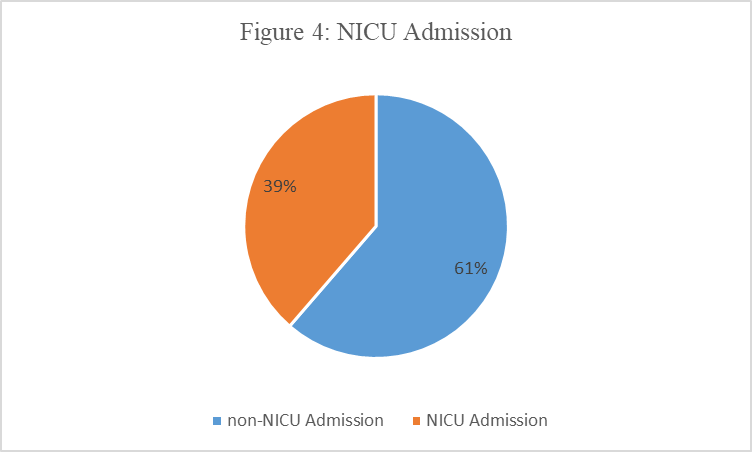 Figure 4: NICU Admission
39%
61%
non-NICU Admission
NICU Admission